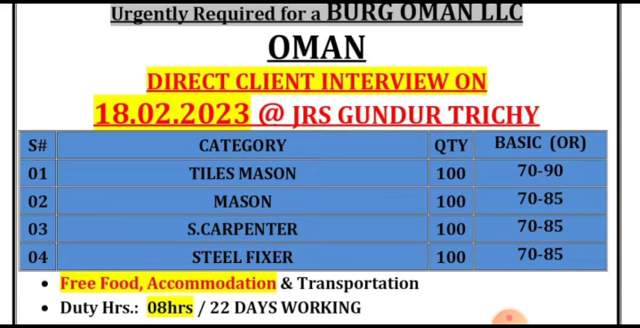 Urgently Required for a BURG OMAN LLC
OMAN
DIRECT CLIENT INTERVIEW ON
18.02.2023 @ JRS GUNDUR TRICHY
S# CATEGORY QTY BASIC (OR)
01 TILES MASON 100 70-90
02 MASON 100 70-85
03 S.CARPENTER 100 70-85
04 STEEL FIXER 100 70-85
• Free Food, Accommodation & Transportation
• Duty Hrs.: 08hrs / 22 DAYS WORKING